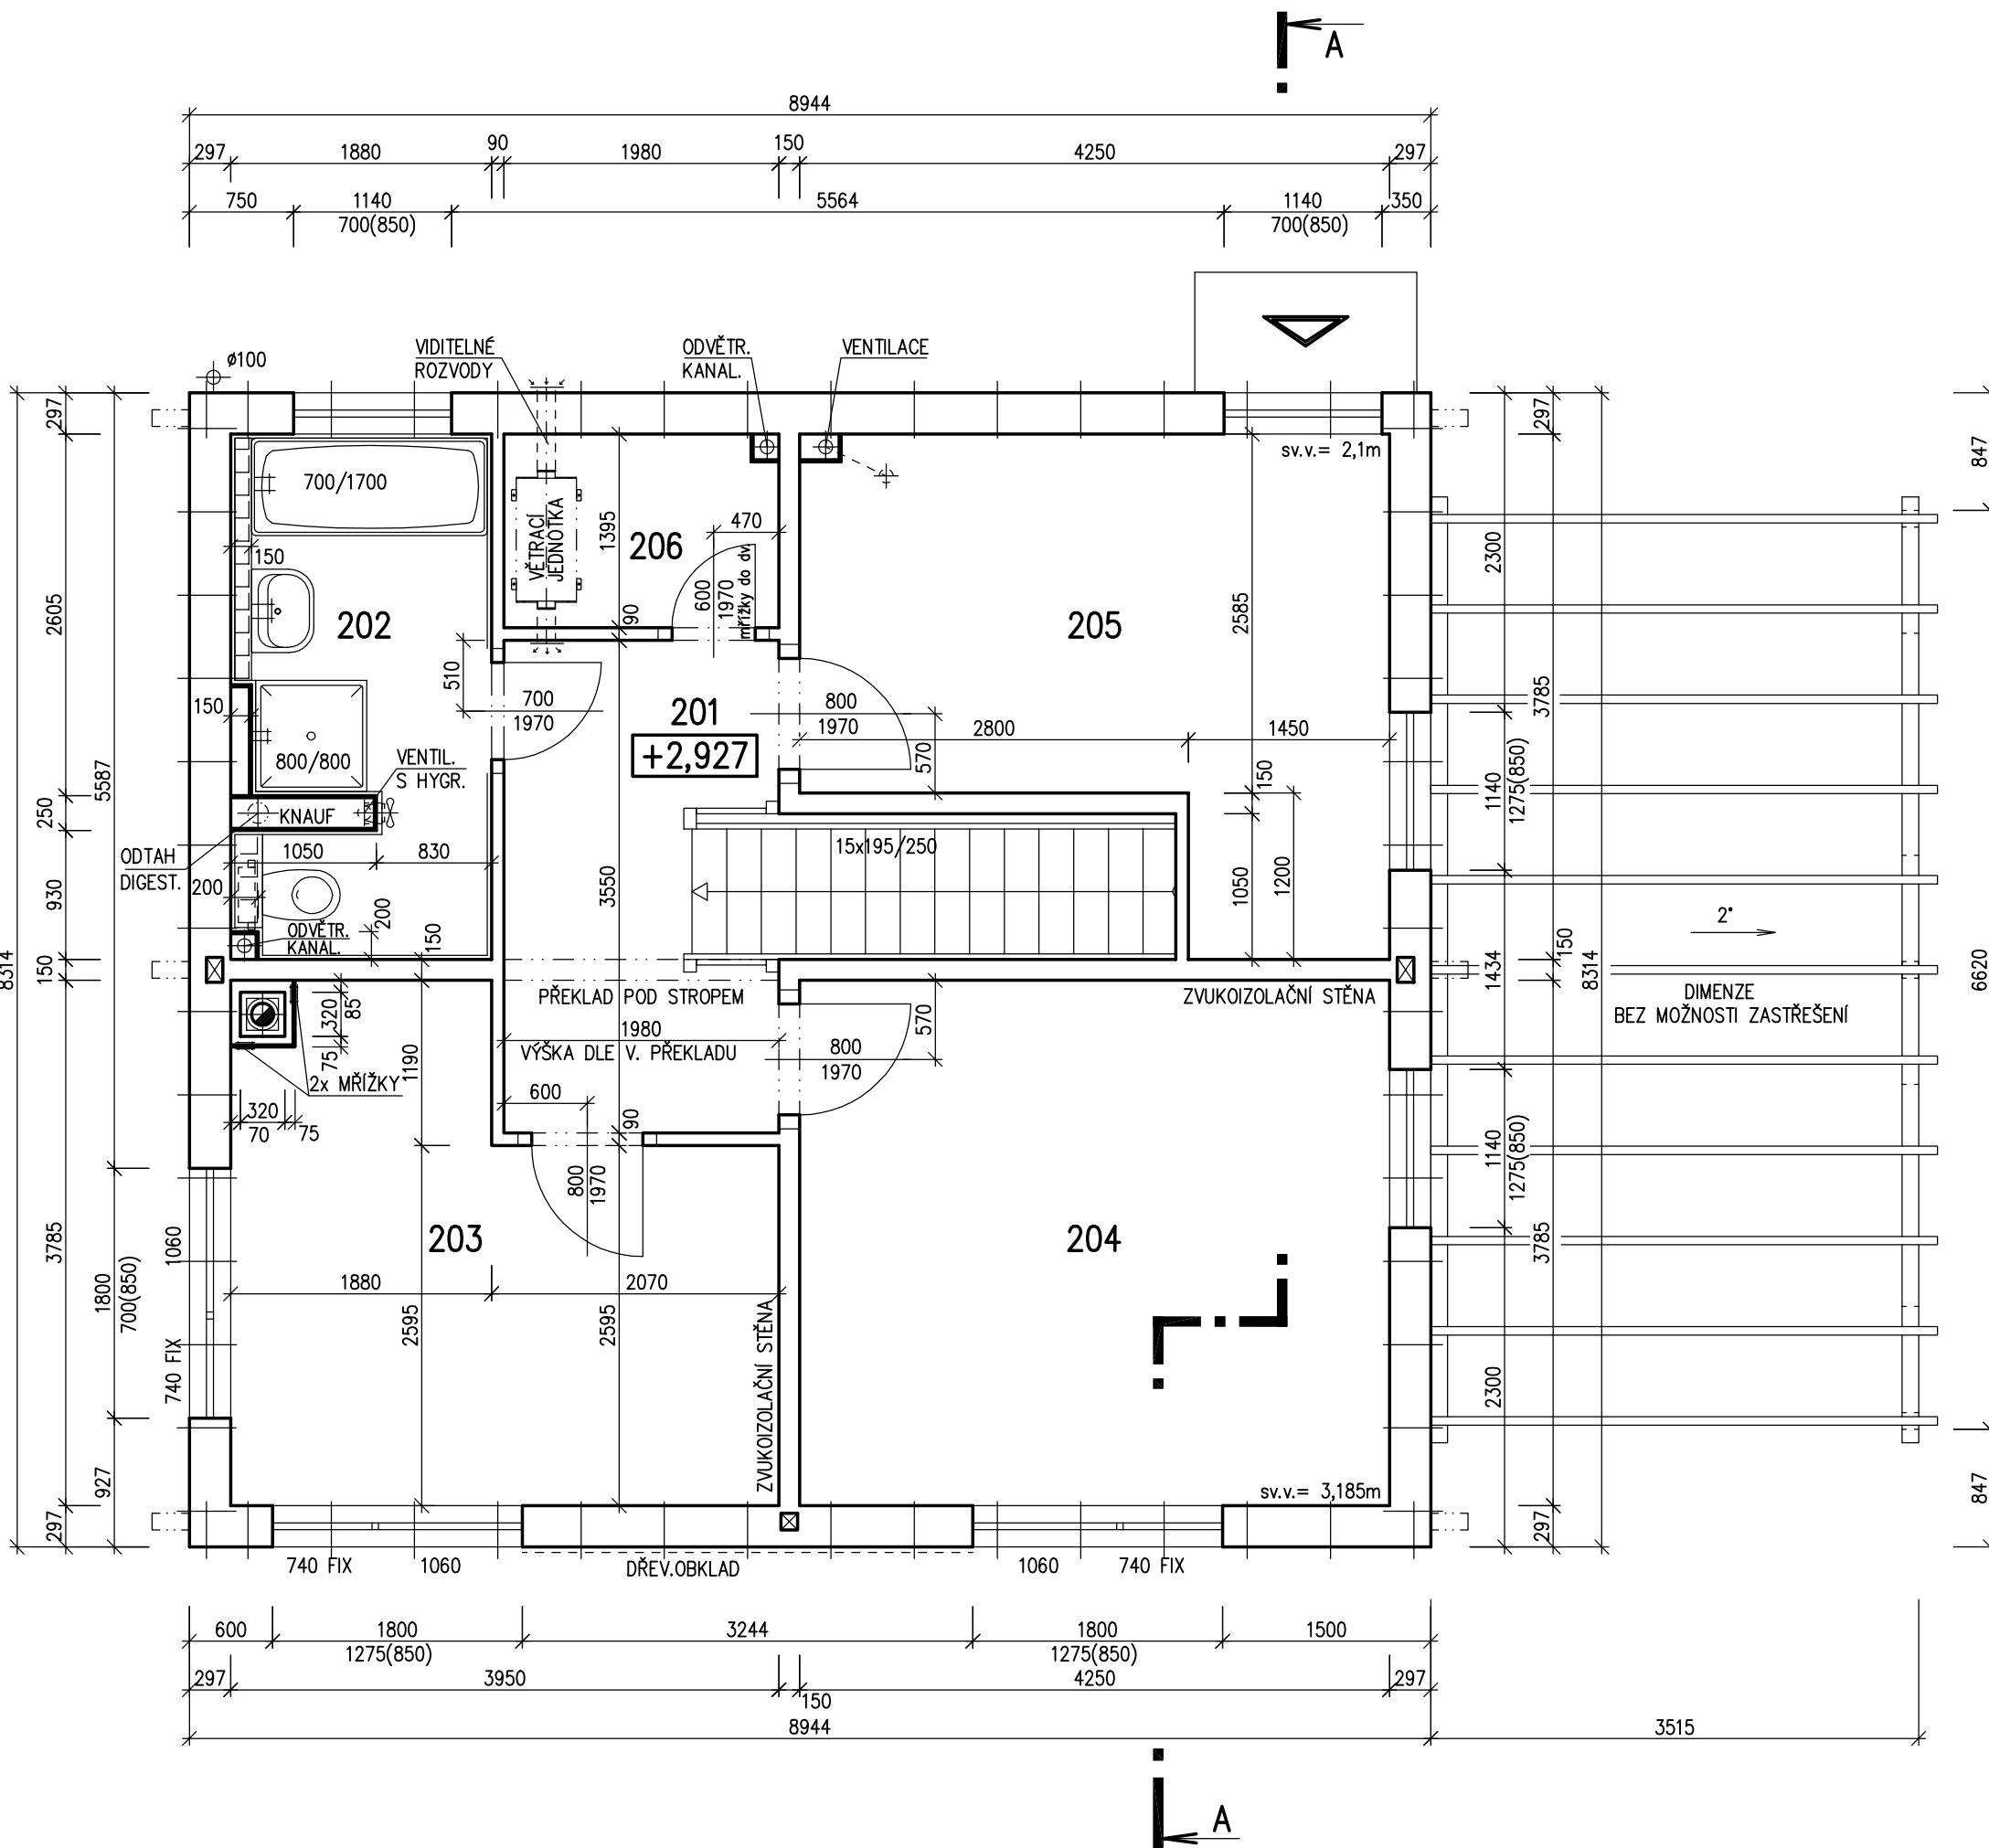 A
8944
297 1880 90 1980 150 4250 297
750 1140 5564 1140 350
700(850) 700(850)
ø100
VIDITELNÉ
ROZVODY
ODVĚTR.
KANAL.
VENTILACE
sv.v.= 2,1m
297
297
847
700/1700
150
VĚTRACÍ
JEDNOTKA
1395
206
470
600
1970
mřížky do dv.
90
2605
202
205
2585
2300
510
700
1970
201
+2,927
800
1970
570
2800
1450
150
3785
1140
1275(850)
150
800/800
VENTIL.
S HYGR.
KNAUF
250
5587
ODTAH
DIGEST.
1050
830
200
200
930
ODVĚTR.
KANAL.
150
3550
15x195/250
1050
1200
8314
150
1434
150
8314
2°
6620
DIMENZE
BEZ MOŽNOSTI ZASTŘEŠENÍ
PŘEKLAD POD STROPEM
ZVUKOIZOLAČNÍ STĚNA
320
85
75
1190
1980
VÝŠKA DLE V. PŘEKLADU
570
800
1970
2x MŘÍŽKY
320
70
75
600
90
800
1970
1140
1275(850)
203
204
3785
1060
1800
700(850)
740 FIX
1880
2070
2595
2595
ZVUKOIZOLAČNÍ STĚNA
3785
2300
927
297
sv.v.= 3,185m
297
847
740 FIX 1060 DŘEV.OBKLAD 1060 740 FIX
600 1800 3244 1800 1500
1275(850) 1275(850)
297 3950 150 4250 297
8944 3515
A